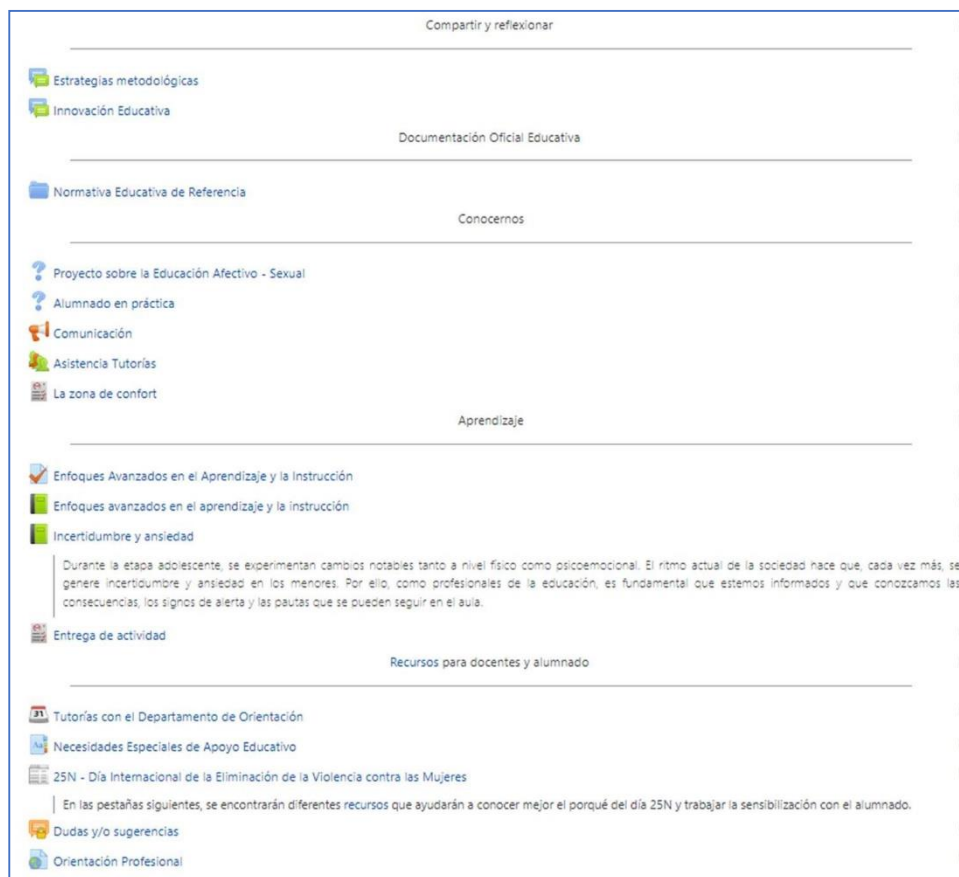 Compartir y reflexionar
Estrategias metodológicas
Innovación Educativa
Documentación Oficial Educativa
Normativa Educativa de Referencia
Conocernos
Proyecto sobre la Educación Afectivo - Sexual
Alumnado en práctica
Comunicación
Asistencia Tutorías
La zona de confort
Aprendizaje
Enfoques Avanzados en el Aprendizaje y la Instrucción
Enfoques avanzados en el aprendizaje y la instrucción
Incertidumbre y ansiedad
Durante la etapa adolescente, se experimentan cambios notables tanto a nivel físico como psicoemocional. El ritmo actual de la sociedad hace que, cada vez más, se
genere incertidumbre y ansiedad en los menores. Por ello, como profesionales de la educación, es fundamental que estemos informados y que conozcamos las
consecuencias, los signos de alerta y las pautas que se pueden seguir en el aula.
Entrega de actividad
Recursos para docentes y alumnado
31 Tutorías con el Departamento de Orientación
Aa Necesidades Especiales de Apoyo Educativo
25N - Día Internacional de la Eliminación de la Violencia contra las Mujeres
En las pestañas siguientes, se encontrarán diferentes recursos que ayudarán a conocer mejor el porqué del día 25N y trabajar la sensibilización con el alumnado.
Dudas y/o sugerencias
Orientación Profesional